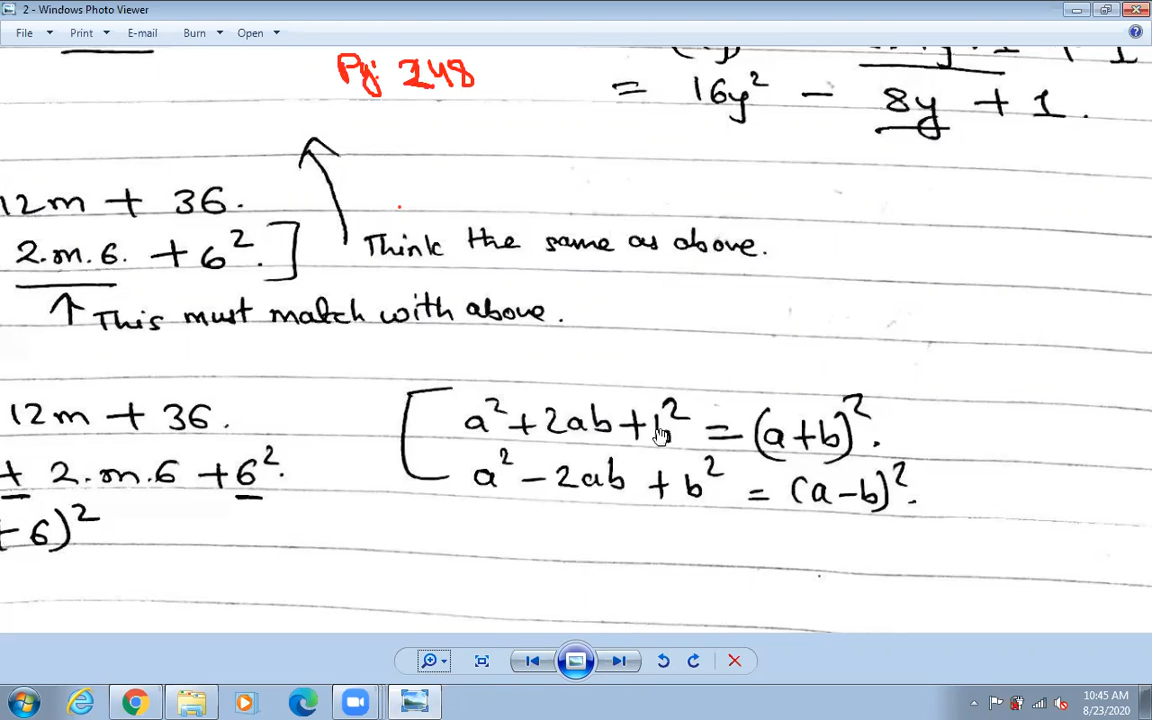 2 - Windows Photo Viewer
File Print E-mail Burn Open
Pg: 248
= 16y² - 8y + 1.
12m + 36.
2.m.6. + 6².] Think the same as above.
↑ This must match with above.
12m + 36.
+ 2.m.6 + 6².
+ 6)²
[ a² + 2ab + b² = (a+b)².
a² - 2ab + b² = (a-b)².
10:45 AM
8/23/2020